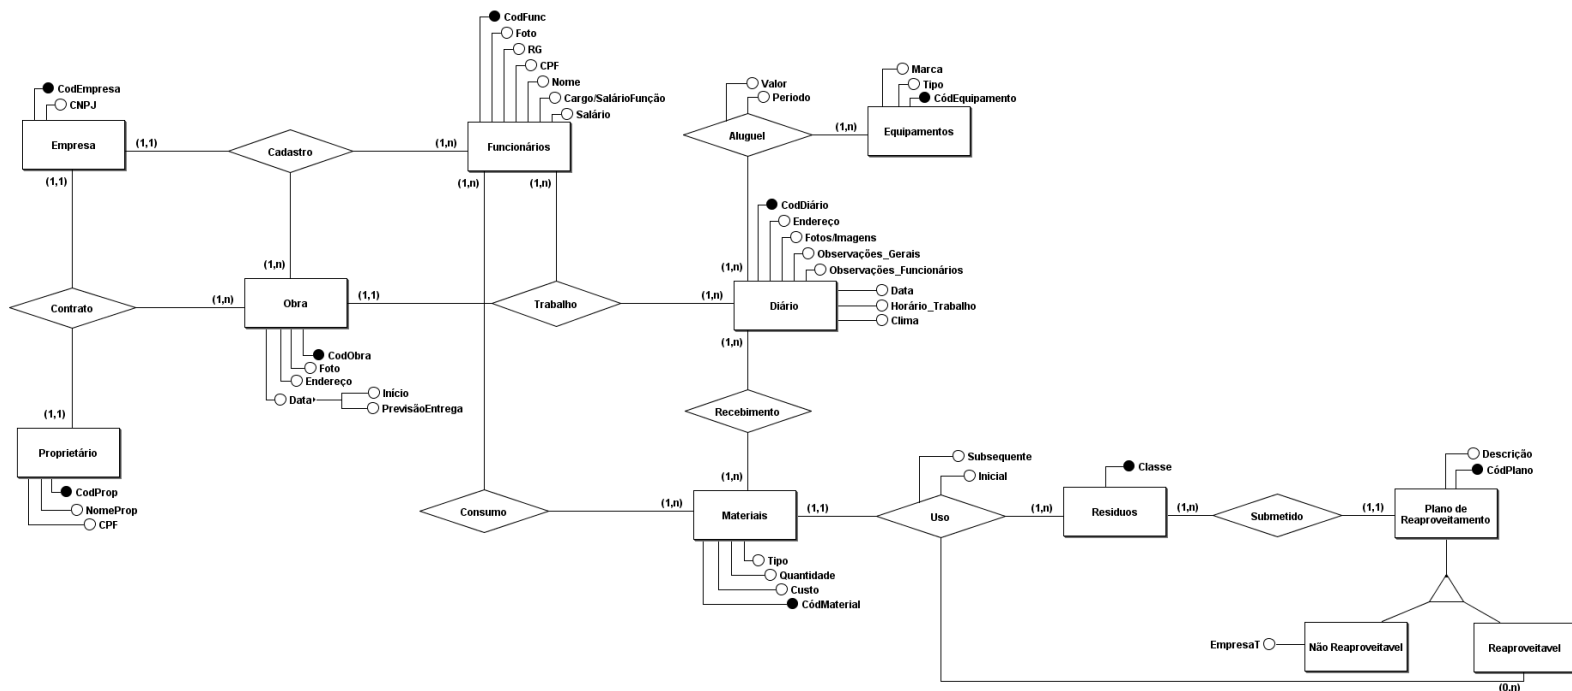 CodFunc
Foto
RG
CPF
Nome
Cargo/SalárioFunção
Salário
Funcionários
CodEmpresa
CNPJ
Empresa
(1,1)
Cadastro
(1,n)
(1,1)
(1,n)
(1,n)
Valor
Periodo
Aluguel
(1,n)
Marca
Tipo
CódEquipamento
Equipamentos
CodDiário
Endereço
Fotos/Imagens
Observações_Gerais
Observações_Funcionários
(1,n)
(1,n)
Contrato
(1,n)
Obra
(1,1)
Trabalho
(1,n)
Diário
Data
Horário_Trabalho
Clima
(1,n)
CodObra
Foto
Endereço
Data
Início
PrevisãoEntrega
(1,1)
Proprietário
CodProp
NomeProp
CPF
Recebimento
(1,n)
Consumo
(1,n)
Materiais
(1,1)
Tipo
Quantidade
Custo
CódMaterial
Subsequente
Inicial
Uso
(1,n)
Classe
Residuos
(1,n)
Submetido
(1,1)
Descrição
CódPlano
Plano de
Reaproveitamento
EmpresaT
Não Reaproveitavel
Reaproveitavel
(0,n)